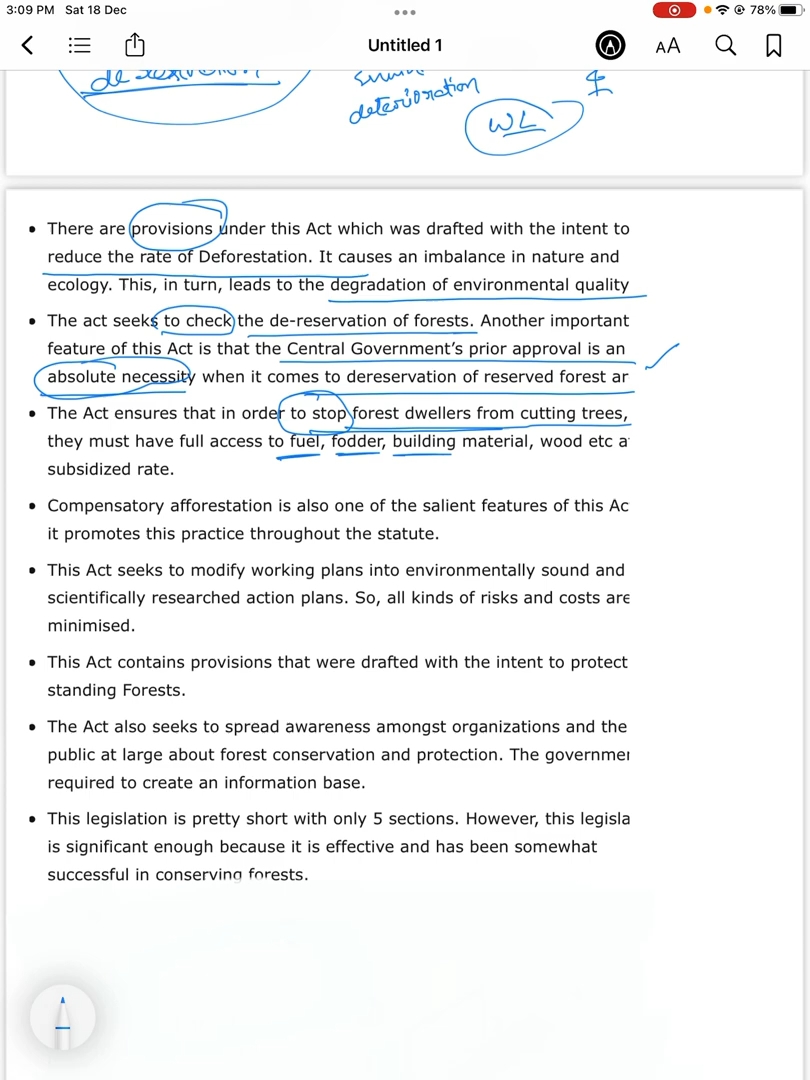 3:09 PM Sat 18 Dec
78%
Untitled 1
AA
deterioration
WL
There are provisions under this Act which was drafted with the intent to
reduce the rate of Deforestation. It causes an imbalance in nature and
ecology. This, in turn, leads to the degradation of environmental quality
The act seeks to check the de-reservation of forests. Another important
feature of this Act is that the Central Government's prior approval is an
absolute necessity when it comes to dereservation of reserved forest ar
The Act ensures that in order to stop forest dwellers from cutting trees,
they must have full access to fuel, fodder, building material, wood etc a
subsidized rate.
Compensatory afforestation is also one of the salient features of this Ac
it promotes this practice throughout the statute.
This Act seeks to modify working plans into environmentally sound and
scientifically researched action plans. So, all kinds of risks and costs are
minimised.
This Act contains provisions that were drafted with the intent to protect
standing Forests.
The Act also seeks to spread awareness amongst organizations and the
public at large about forest conservation and protection. The governmen
required to create an information base.
This legislation is pretty short with only 5 sections. However, this legisla
is significant enough because it is effective and has been somewhat
successful in conserving forests.